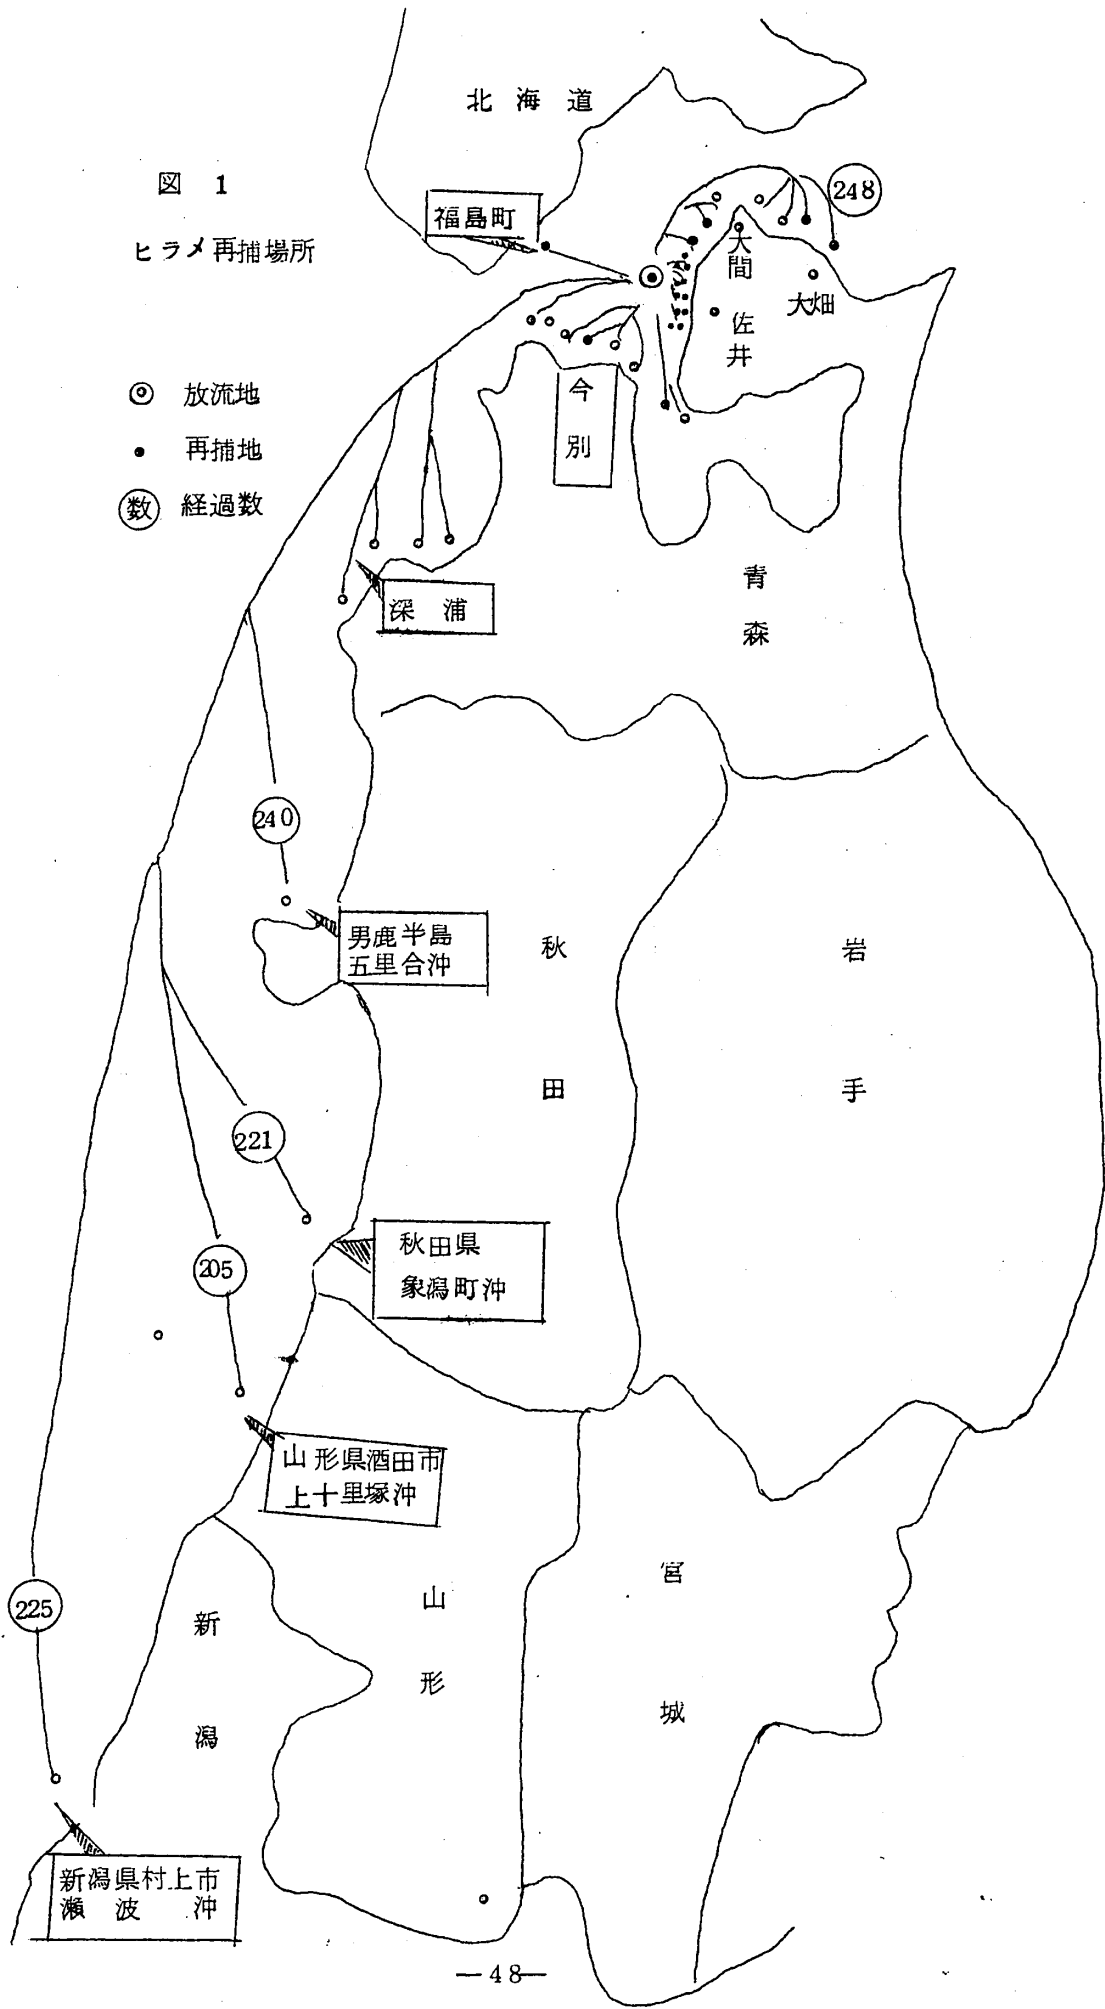 北海道
図 1
ヒラメ再捕場所
福島町
248
大間
大畑
佐井
今別
放流地
再捕地
数 経過数
深浦
青森
240
男鹿半島
五里合沖
秋田
岩手
221
205
秋田県
象潟町沖
山形県酒田市
上十里塚沖
225
新潟
山形
宮城
新潟県村上市
瀬波沖
—48—